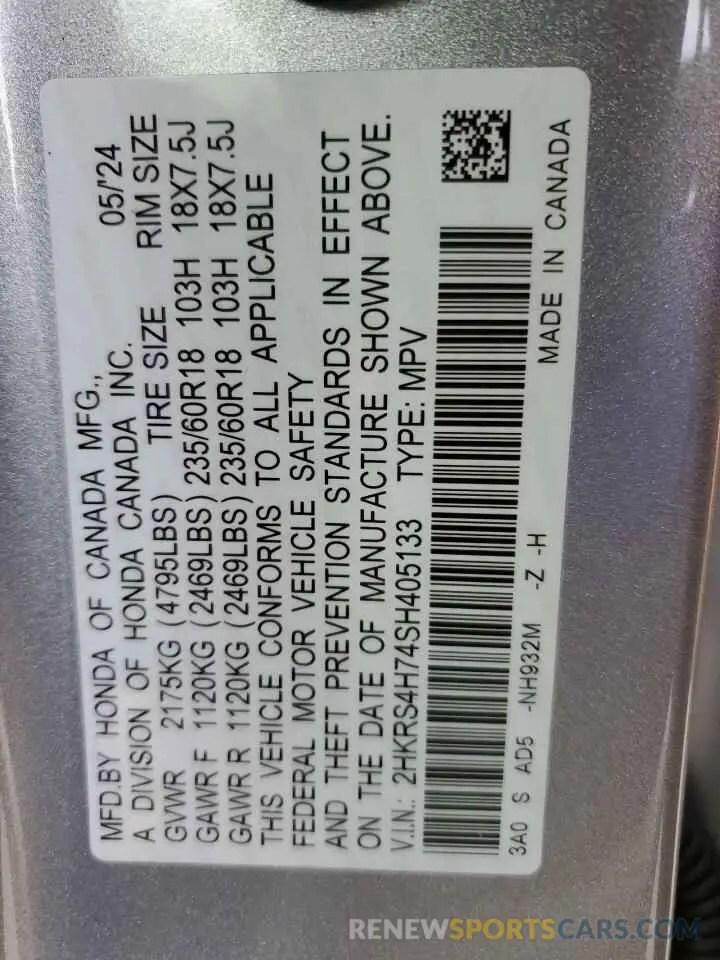 MFD.BY HONDA OF CANADA MFG.,
A DIVISION OF HONDA CANADA INC. 05/'24
GVWR 2175KG (4795LBS) TIRE SIZE RIM SIZE
GAWR F 1120KG (2469LBS) 235/60R18 103H 18X7.5J
GAWR R 1120KG (2469LBS) 235/60R18 103H 18X7.5J
THIS VEHICLE CONFORMS TO ALL APPLICABLE
FEDERAL MOTOR VEHICLE SAFETY
AND THEFT PREVENTION STANDARDS IN EFFECT
ON THE DATE OF MANUFACTURE SHOWN ABOVE.
V.I.N.: 2HKRS4H74SH405133 TYPE: MPV
3A0 S AD5 -NH932M -Z -H
MADE IN CANADA
RENEWSPORTSCARS.COM